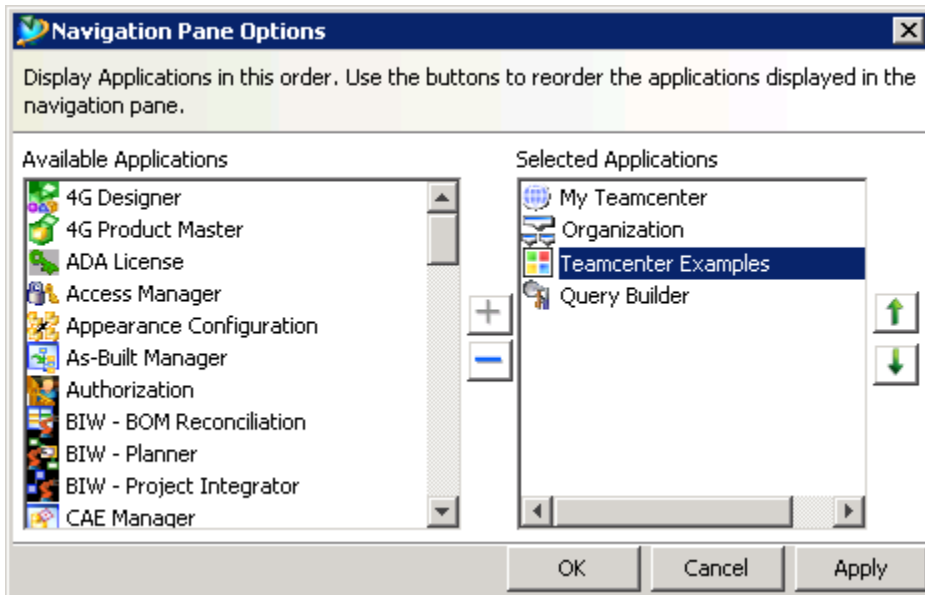 Navigation Pane Options
Display Applications in this order. Use the buttons to reorder the applications displayed in the
navigation pane.
Available Applications
4G Designer
4G Product Master
ADA License
Access Manager
Appearance Configuration
As-Built Manager
Authorization
BIW - BOM Reconciliation
BIW - Planner
BIW - Project Integrator
CAE Manager
Selected Applications
My Teamcenter
Organization
Teamcenter Examples
Query Builder
OK
Cancel
Apply